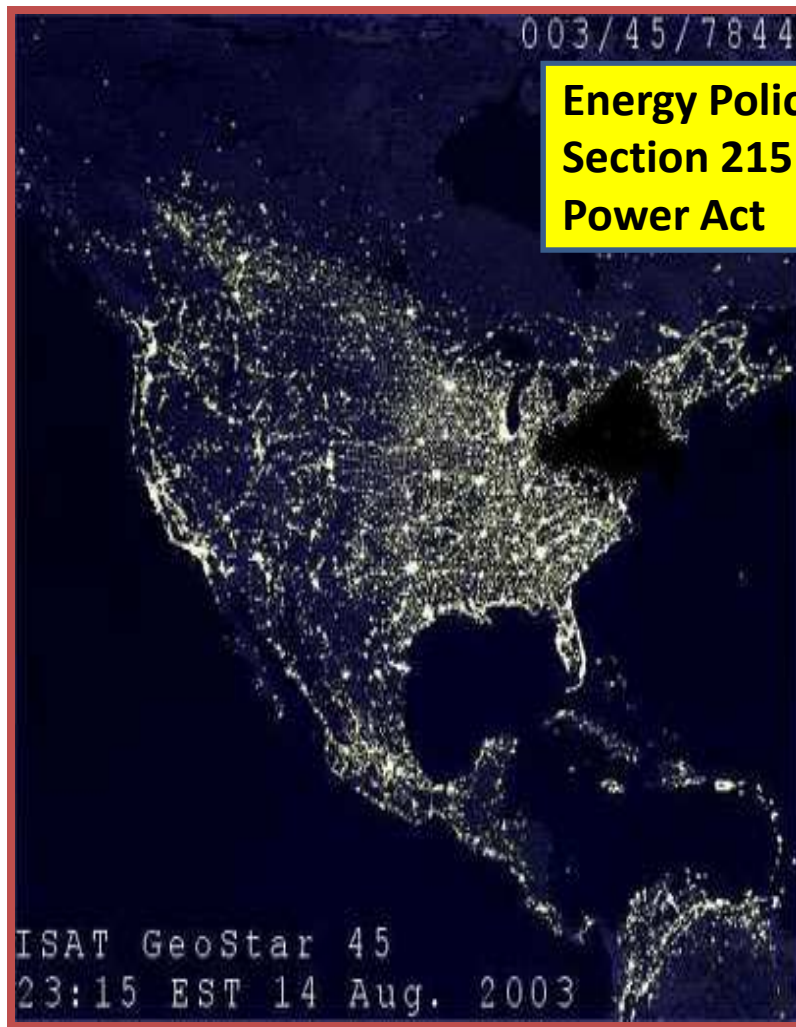 003/45/7844
Energy Polic
Section 215
Power Act
ISAT GeoStar 45
23:15 EST 14 Aug. 2003